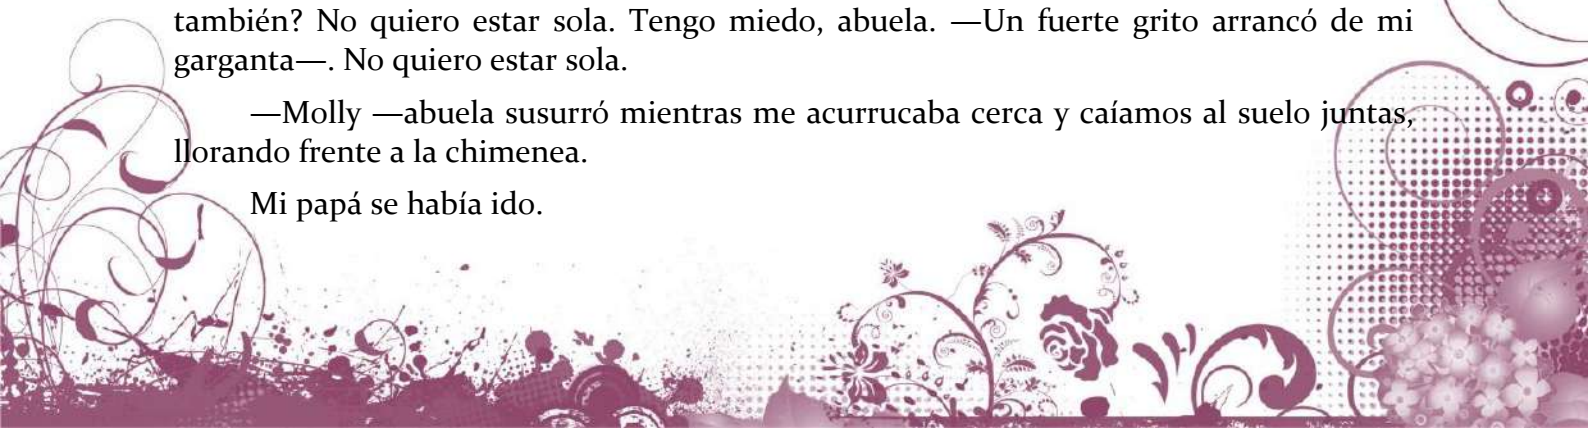 también? No quiero estar sola. Tengo miedo, abuela. —Un fuerte grito arrancó de mi
garganta—. No quiero estar sola.
—Molly —abuela susurró mientras me acurrucaba cerca y caíamos al suelo juntas,
llorando frente a la chimenea.
Mi papá se había ido.